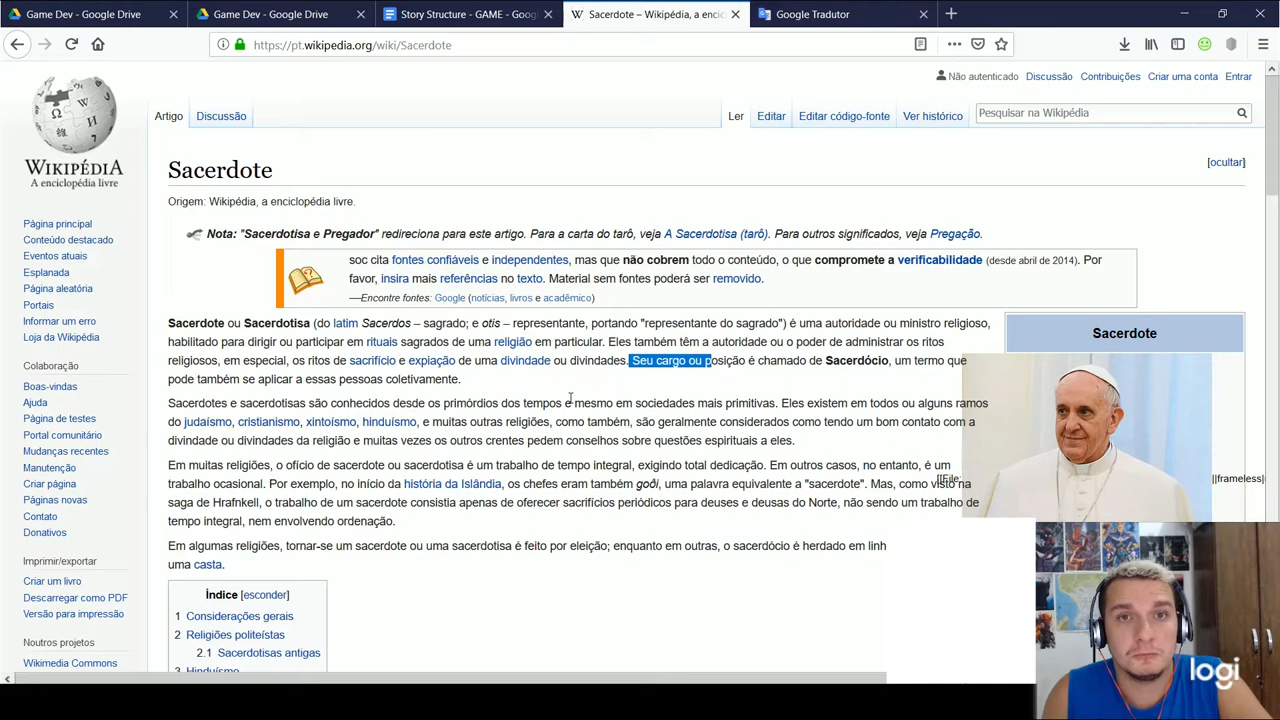 Game Dev - Google Drive
Game Dev - Google Drive
Story Structure - GAME - Goog
Sacerdote – Wikipédia, a encicl
Google Tradutor
https://pt.wikipedia.org/wiki/Sacerdote
Não autenticado Discussão Contribuições Criar uma conta Entrar
Artigo Discussão Ler Editar Editar código-fonte Ver histórico Pesquisar na Wikipédia
WIKIPÉDIA
A enciclopédia livre
Página principal
Conteúdo destacado
Eventos atuais
Esplanada
Página aleatória
Portais
Informar um erro
Loja da Wikipédia
Colaboração
Boas-vindas
Ajuda
Página de testes
Portal comunitário
Mudanças recentes
Manutenção
Criar página
Páginas novas
Contato
Donativos
Imprimir/exportar
Criar um livro
Descarregar como PDF
Versão para impressão
Noutros projetos
Wikimedia Commons
Sacerdote
[ocultar]
Origem: Wikipédia, a enciclopédia livre.
Nota: "Sacerdotisa e Pregador" redireciona para este artigo. Para a carta do tarô, veja A Sacerdotisa (tarô). Para outros significados, veja Pregação.
soc cita fontes confiáveis e independentes, mas que não cobrem todo o conteúdo, o que compromete a verificabilidade (desde abril de 2014). Por
favor, insira mais referências no texto. Material sem fontes poderá ser removido.
—Encontre fontes: Google (notícias, livros e acadêmico)
Sacerdote ou Sacerdotisa (do latim Sacerdos – sagrado; e otis – representante, portando "representante do sagrado") é uma autoridade ou ministro religioso,
habilitado para dirigir ou participar em rituais sagrados de uma religião em particular. Eles também têm a autoridade ou o poder de administrar os ritos
religiosos, em especial, os ritos de sacrifício e expiação de uma divindade ou divindades. Seu cargo ou posição é chamado de Sacerdócio, um termo que
pode também se aplicar a essas pessoas coletivamente.
Sacerdotes e sacerdotisas são conhecidos desde os primórdios dos tempos e mesmo em sociedades mais primitivas. Eles existem em todos ou alguns ramos
do judaísmo, cristianismo, xintoísmo, hinduísmo, e muitas outras religiões, como também, são geralmente considerados como tendo um bom contato com a
divindade ou divindades da religião e muitas vezes os outros crentes pedem conselhos sobre questões espirituais a eles.
Em muitas religiões, o ofício de sacerdote ou sacerdotisa é um trabalho de tempo integral, exigindo total dedicação. Em outros casos, no entanto, é um
trabalho ocasional. Por exemplo, no início da história da Islândia, os chefes eram também goði, uma palavra equivalente a "sacerdote". Mas, como visto na
saga de Hrafnkell, o trabalho de um sacerdote consistia apenas de oferecer sacrifícios periódicos para deuses e deusas do Norte, não sendo um trabalho de
tempo integral, nem envolvendo ordenação.
Em algumas religiões, tornar-se um sacerdote ou uma sacerdotisa é feito por eleição; enquanto em outras, o sacerdócio é herdado em linh
uma casta.
Índice [esconder]
1 Considerações gerais
2 Religiões politeístas
2.1 Sacerdotisas antigas
3 Hinduísmo
Sacerdote
[[File:
||frameless|
logi